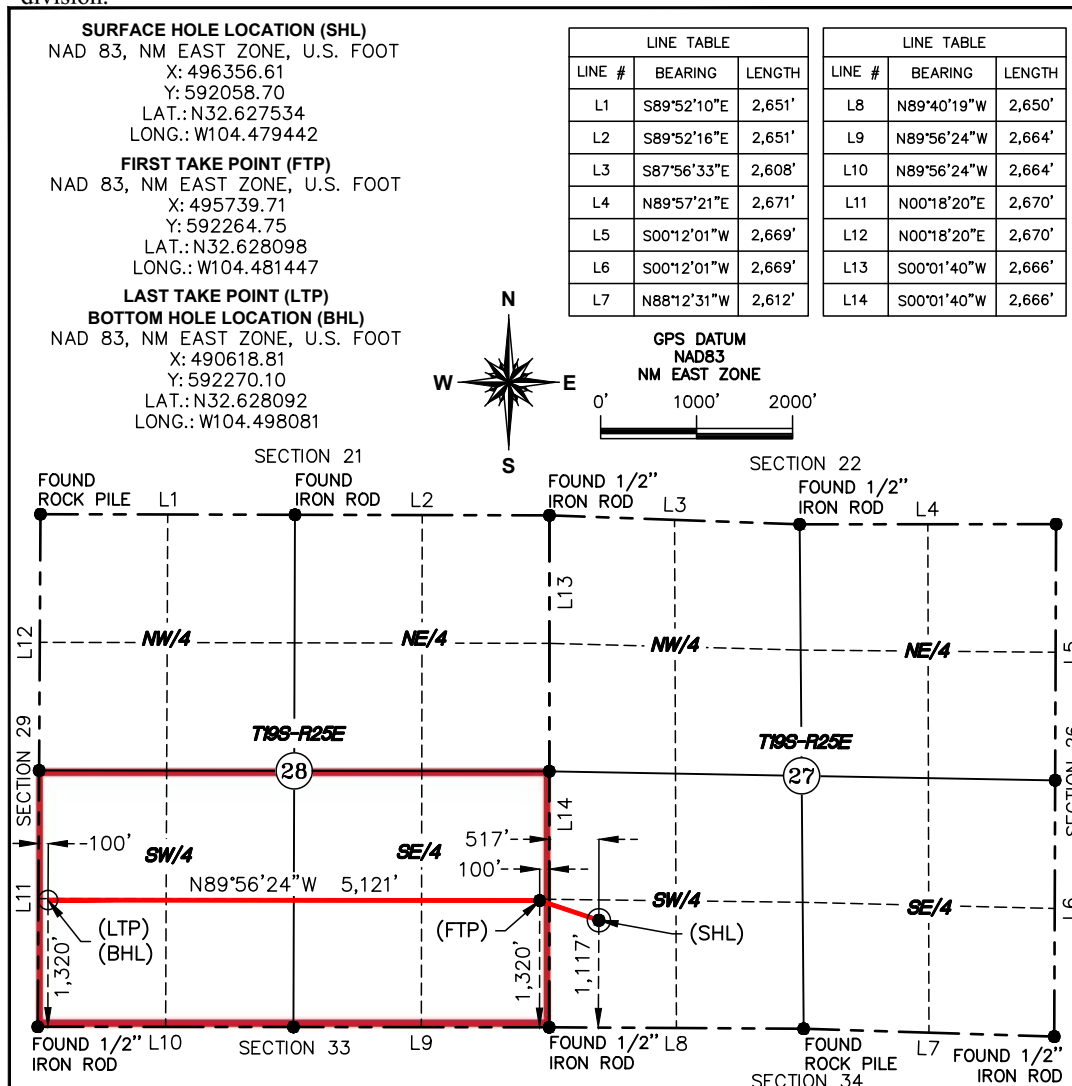 division.
SURFACE HOLE LOCATION (SHL)
NAD 83, NM EAST ZONE, U.S. FOOT
X: 496356.61
Y: 592058.70
LAT.: N32.627534
LONG.: W104.479442
FIRST TAKE POINT (FTP)
NAD 83, NM EAST ZONE, U.S. FOOT
X: 495739.71
Y: 592264.75
LAT.: N32.628098
LONG.: W104.481447
LAST TAKE POINT (LTP)
BOTTOM HOLE LOCATION (BHL)
NAD 83, NM EAST ZONE, U.S. FOOT
X: 490618.81
Y: 592270.10
LAT.: N32.628092
LONG.: W104.498081
LINE TABLE
LINE # BEARING LENGTH
L1 S89°52'10"E 2,651'
L2 S89°52'16"E 2,651'
L3 S87°56'33"E 2,608'
L4 N89°57'21"E 2,671'
L5 S00°12'01"W 2,669'
L6 S00°12'01"W 2,669'
L7 N88°12'31"W 2,612'
LINE TABLE
LINE # BEARING LENGTH
L8 N89°40'19"W 2,650'
L9 N89°56'24"W 2,664'
L10 N89°56'24"W 2,664'
L11 N00°18'20"E 2,670'
L12 N00°18'20"E 2,670'
L13 S00°01'40"W 2,666'
L14 S00°01'40"W 2,666'
N
W E
S
GPS DATUM
NAD83
NM EAST ZONE
0' 1000' 2000'
SECTION 21
SECTION 22
FOUND
ROCK PILE
L1
FOUND
IRON ROD
L2
FOUND 1/2"
IRON ROD
L3
FOUND 1/2"
IRON ROD
L4
L12
NW/4
NE/4
L13
NW/4
NE/4
L5
T19S-R25E
T19S-R25E
SECTION 29
28
27
SECTION 26
L14
100'
SW/4
SE/4
517'
100'
N89°56'24"W 5,121'
SW/4
SE/4
L11
L6
(LTP)
(BHL)
(FTP)
(SHL)
1,320'
1,320'
1,117'
FOUND 1/2"
IRON ROD
L10
SECTION 33
L9
FOUND 1/2"
IRON ROD
L8
FOUND
ROCK PILE
L7
FOUND 1/2"
IRON ROD
SECTION 34